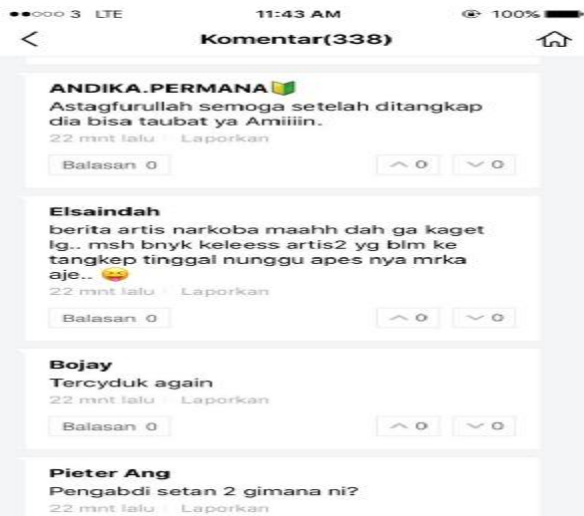 3 LTE 11:43 AM 100%
Komentar(338)
ANDIKA.PERMANA
Astagfurullah semoga setelah ditangkap
dia bisa taubat ya Amiiiin.
22 mnt lalu Laporkan
Balasan 0 0 0
Elsaindah
berita artis narkoba maahh dah ga kaget
lg.. msh bnyk keleess artis2 yg blm ke
tangkep tinggal nunggu apes nya mrka
aje.. 😝
22 mnt lalu Laporkan
Balasan 0 0 0
Bojay
Tercyduk again
22 mnt lalu Laporkan
Balasan 0 0 0
Pieter Ang
Pengabdi setan 2 gimana ni?
22 mnt lalu Laporkan